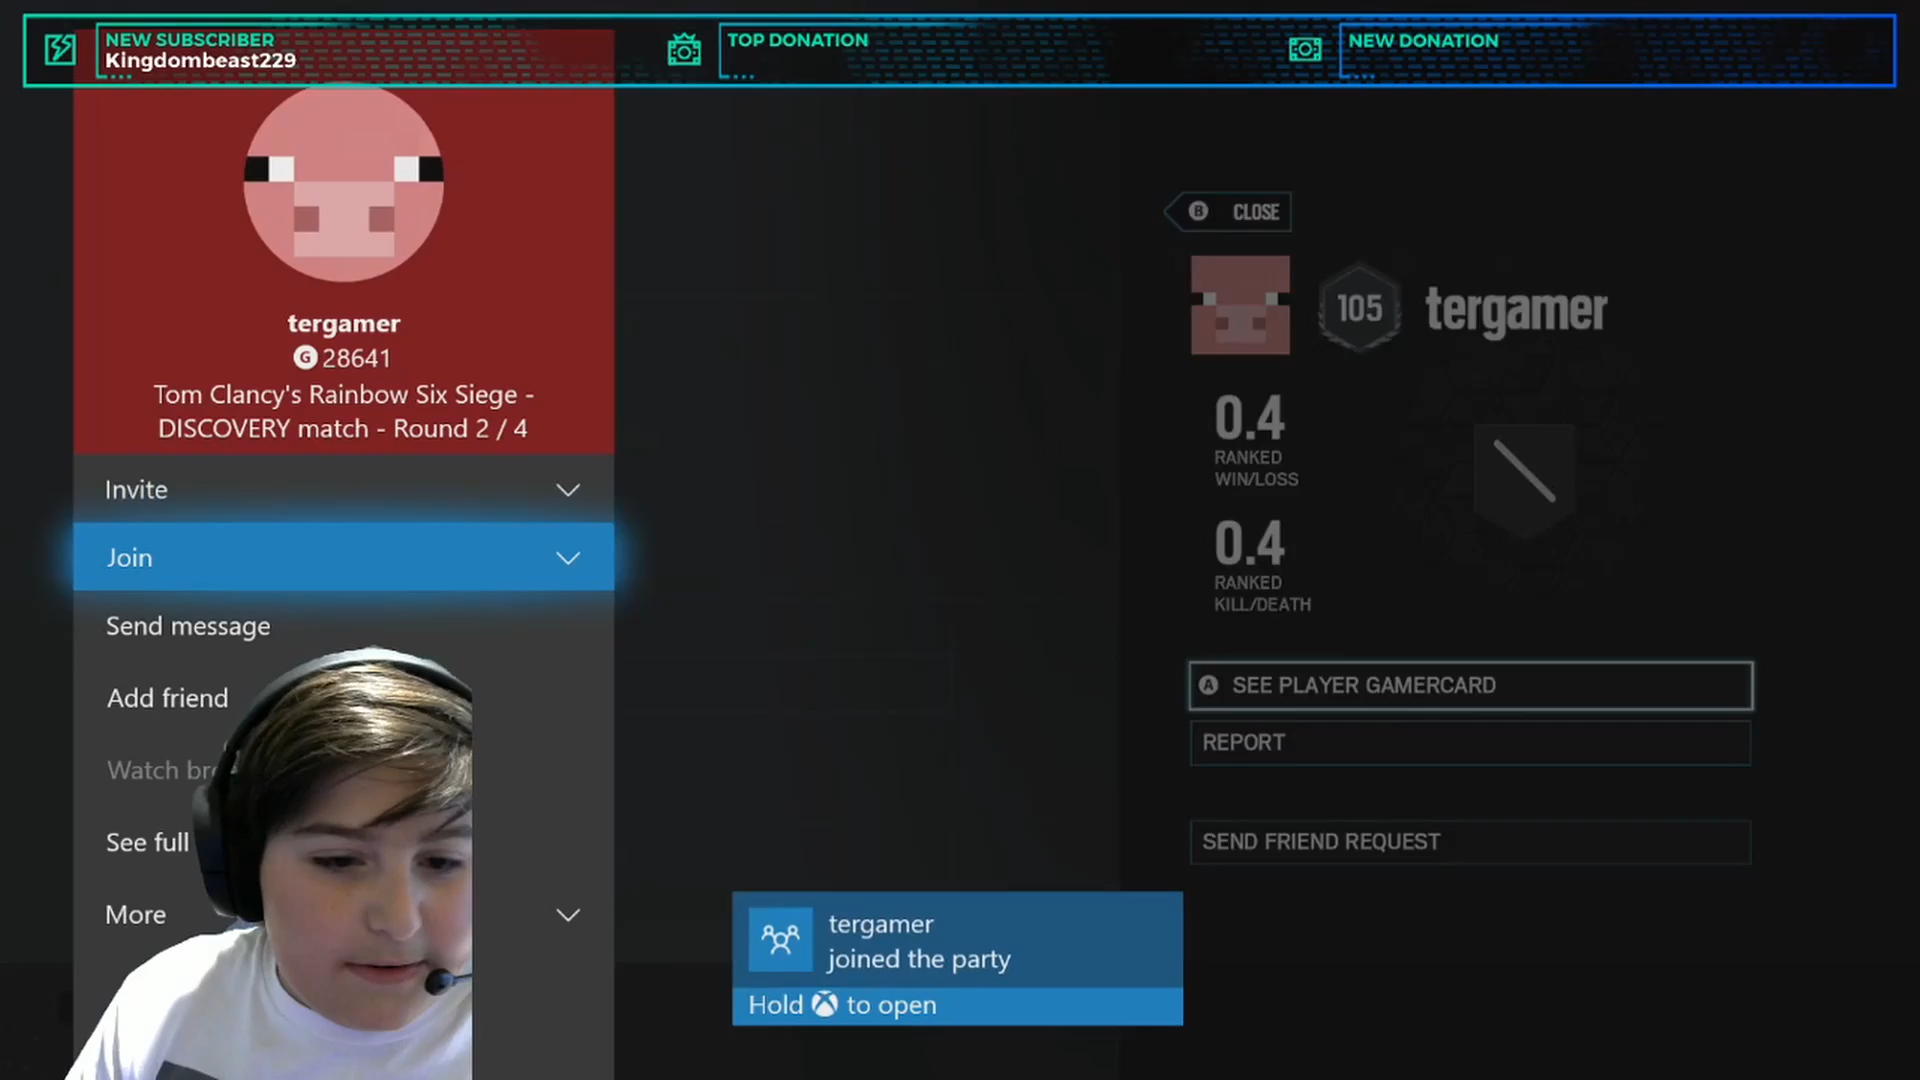 NEW SUBSCRIBER
Kingdombeast229
TOP DONATION
NEW DONATION
tergamer
G 28641
Tom Clancy's Rainbow Six Siege -
DISCOVERY match - Round 2 / 4
Invite
Join
Send message
Add friend
Watch
See full
More
B CLOSE
105 tergamer
0.4
RANKED
WIN/LOSS
0.4
RANKED
KILL/DEATH
A SEE PLAYER GAMERCARD
REPORT
SEND FRIEND REQUEST
tergamer
joined the party
Hold to open